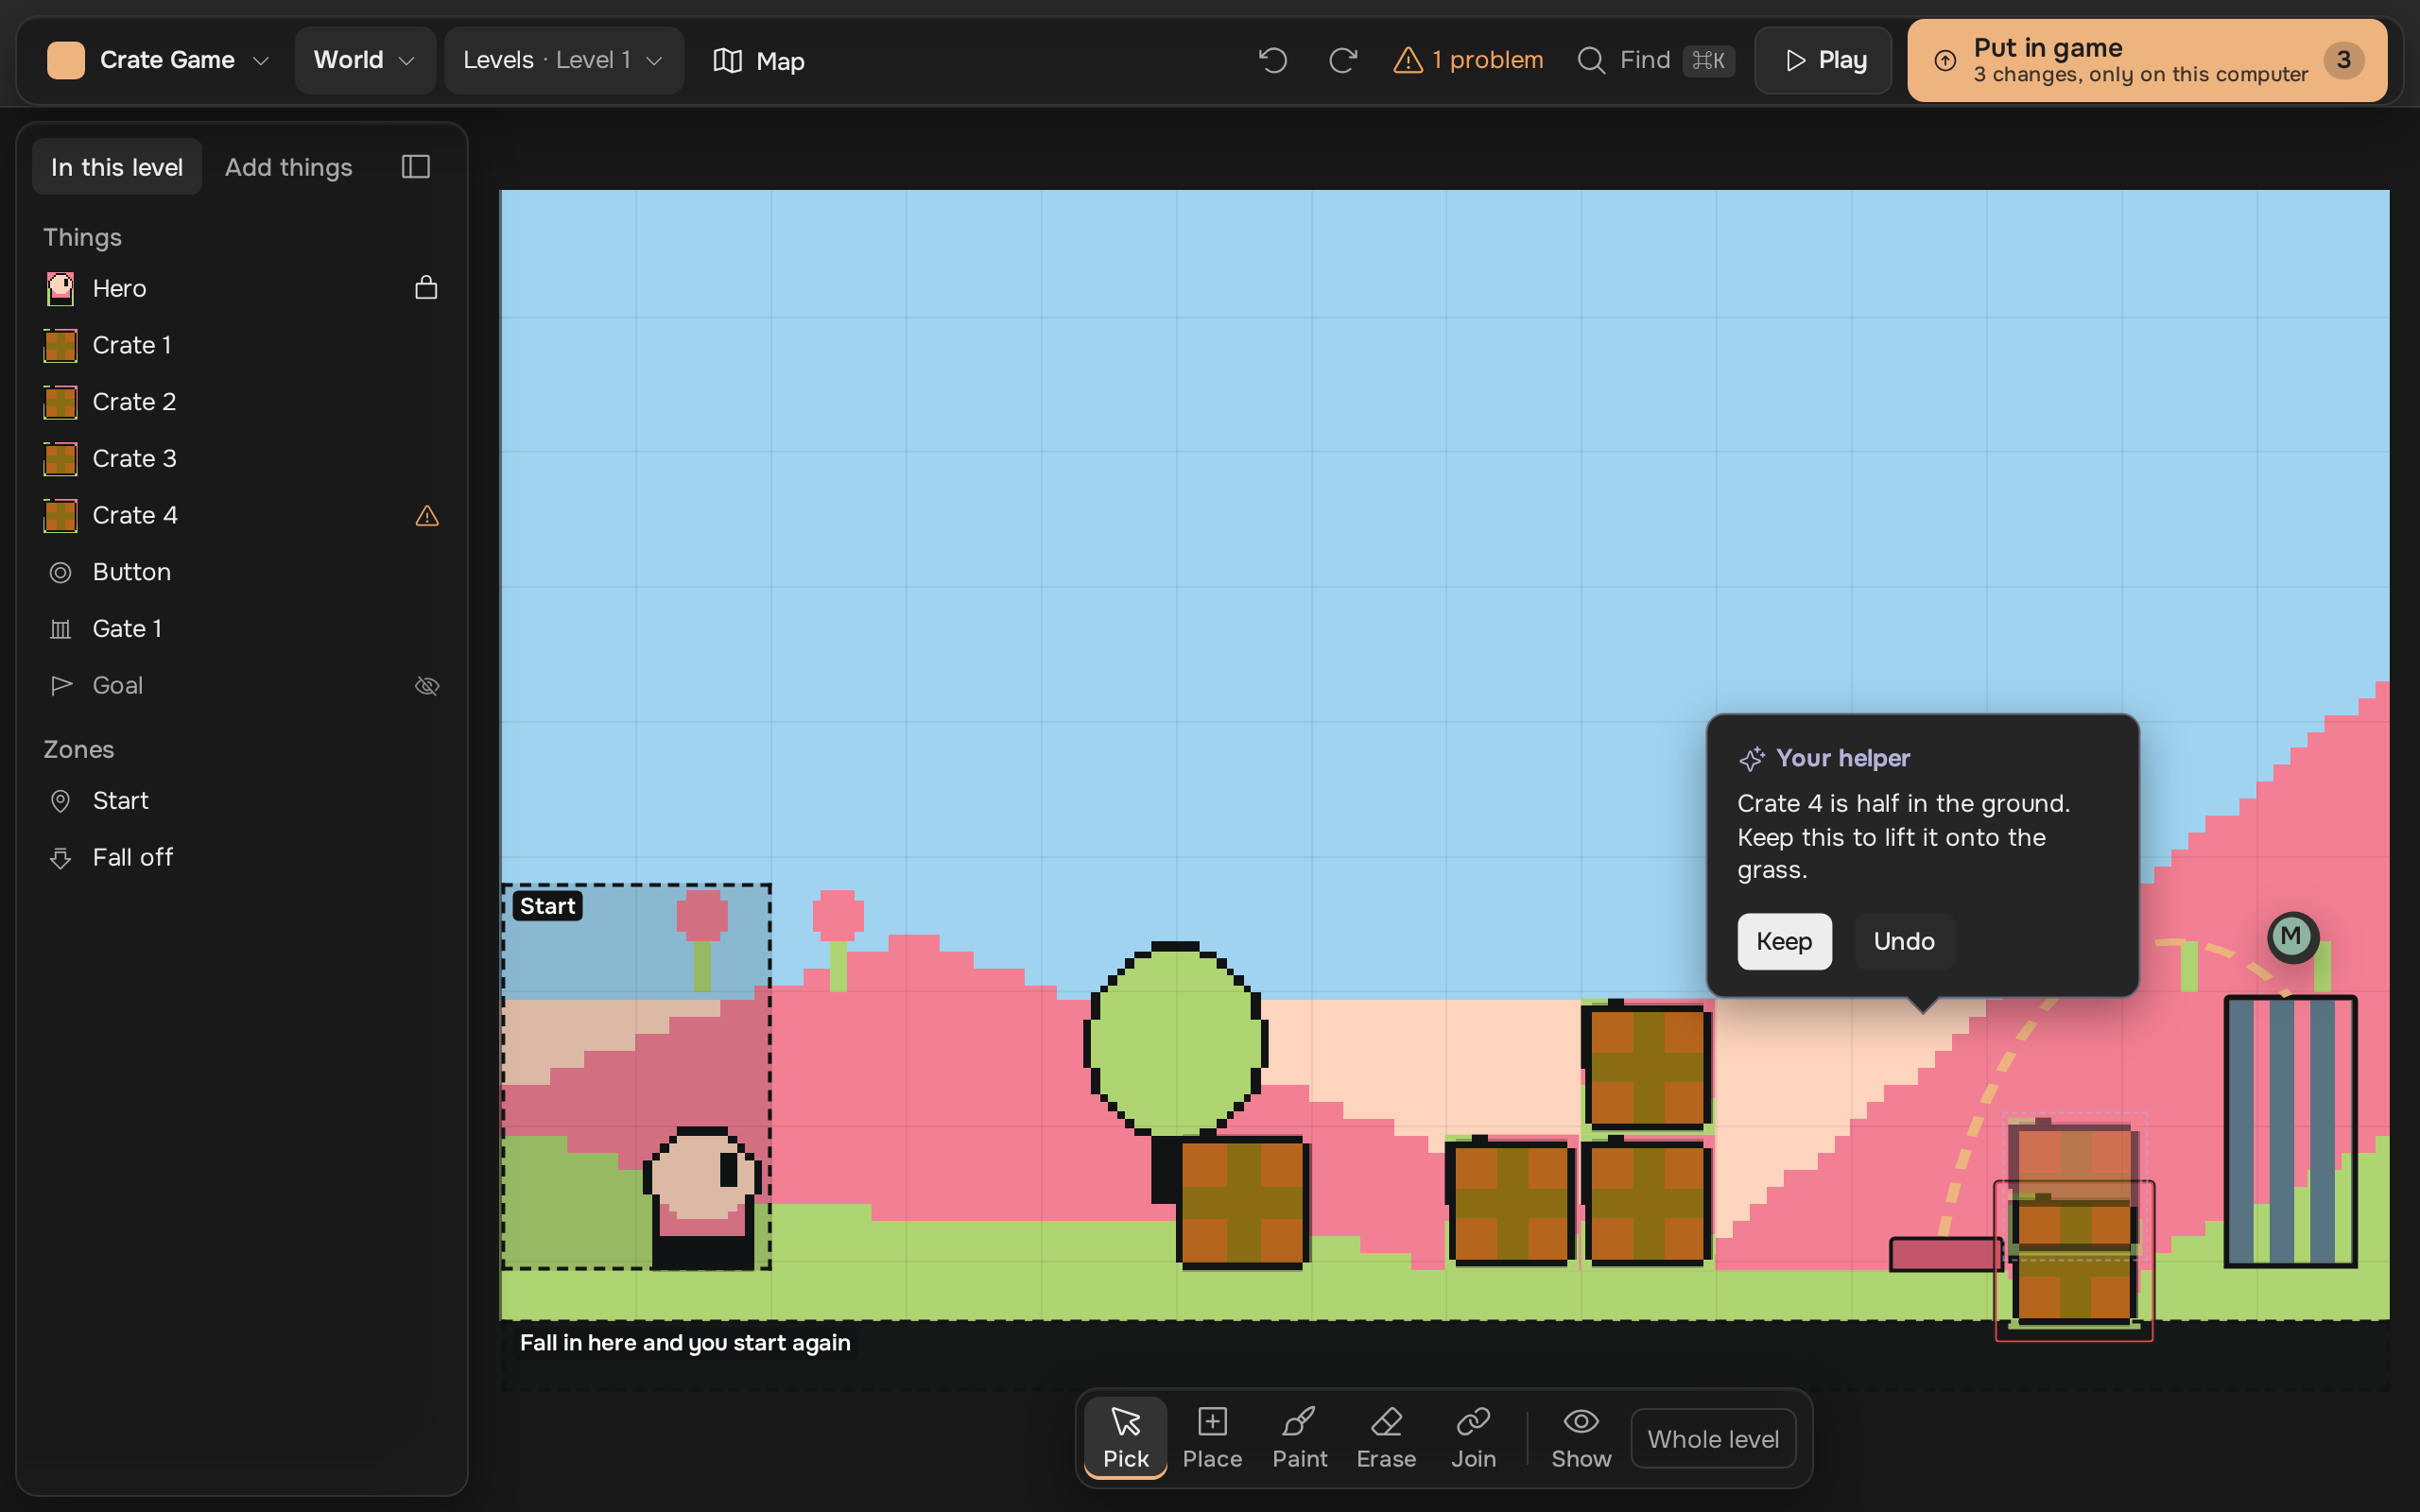 Crate Game
World
Levels · Level 1
Map
1 problem
Find ⌘K
Play
Put in game
3 changes, only on this computer
3
In this level
Add things
Things
Hero
Crate 1
Crate 2
Crate 3
Crate 4
Button
Gate 1
Goal
Zones
Start
Fall off
Start
Your helper
Crate 4 is half in the ground.
Keep this to lift it onto the
grass.
Keep
Undo
M
Fall in here and you start again
Pick
Place
Paint
Erase
Join
Show
Whole level